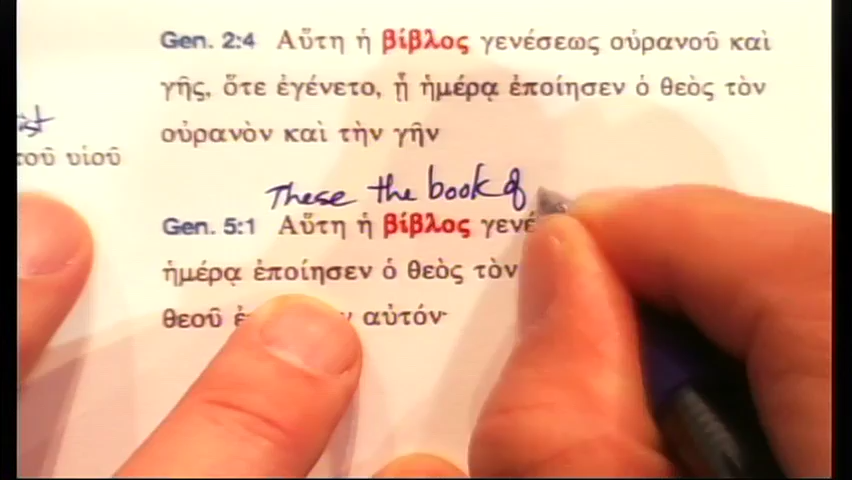 Gen. 2:4 Αὕτη ἡ βίβλος γενέσεως οὐρανοῦ καὶ
γῆς, ὅτε ἐγένετο, ᾗ ἡμέρᾳ ἐποίησεν ὁ θεὸς τὸν
οὐρανὸν καὶ τὴν γῆν
τοῦ υἱοῦ
These the book of
Gen. 5:1 Αὕτη ἡ βίβλος γενέ
ἡμέρᾳ ἐποίησεν ὁ θεὸς τὸν
θεοῦ αὐτόν·